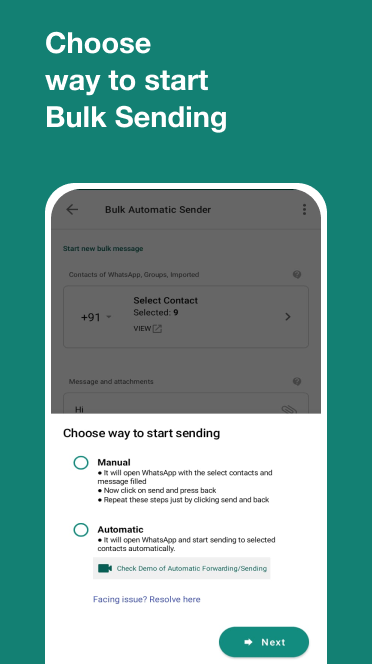 Choose
way to start
Bulk Sending
Bulk Automatic Sender
Start new bulk message
Contacts of WhatsApp, Groups, Imported
Select Contact
+91
Selected: 9
VIEW
Message and attachments
Hi
Choose way to start sending
Manual
● It will open WhatsApp with the select contacts and
message filled
● Now click on send and press back
● Repeat these steps just by clicking send and back
Automatic
● It will open WhatsApp and start sending to selected
contacts automatically.
Check Demo of Automatic Forwarding/Sending
Facing issue? Resolve here
Next